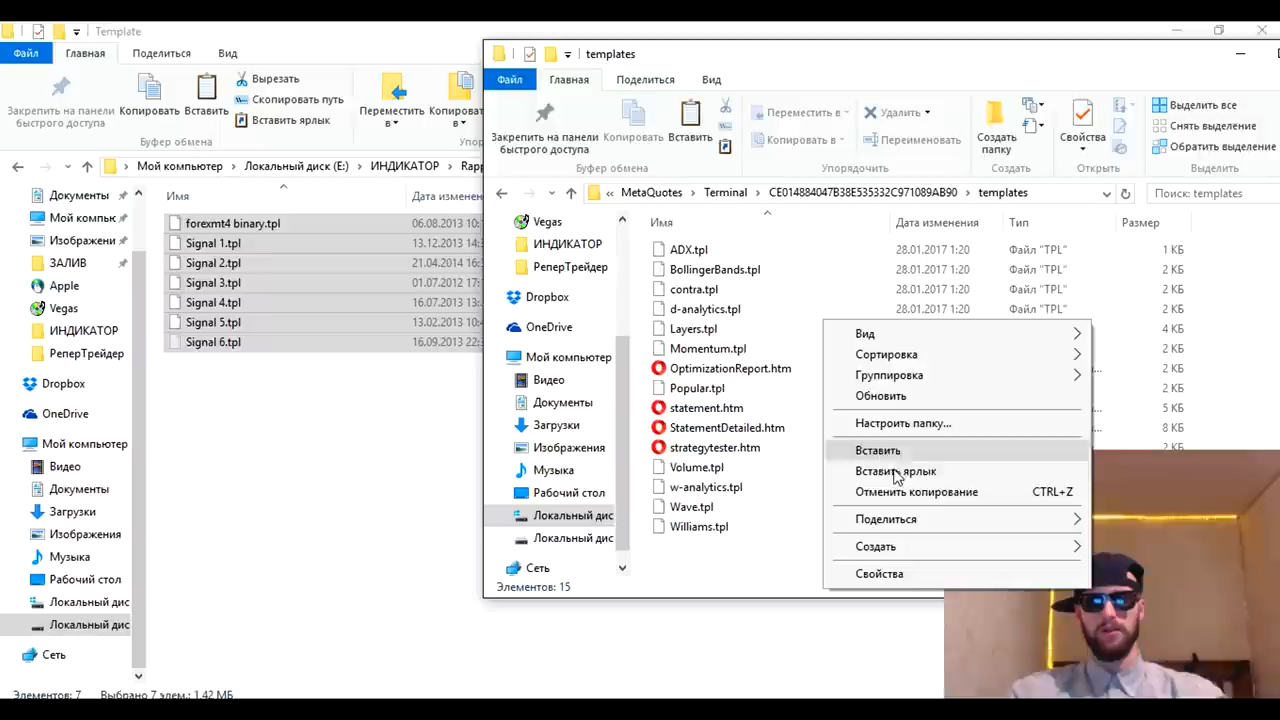 Template
Файл Главная Поделиться Вид
Закрепить на панели быстрого доступа
Копировать
Вставить
Вырезать
Скопировать путь
Вставить ярлык
Переместить в
Копировать в
Буфер обмена
Мой компьютер › Локальный диск (E:) › ИНДИКАТОР › Rapp
Документы
Мой компьк
Изображени
ЗАЛИВ
Apple
Vegas
ИНДИКАТОР
РеперТрейдер
Dropbox
OneDrive
Мой компьютер
Видео
Документы
Загрузки
Изображения
Музыка
Рабочий стол
Локальный дис
Локальный дис
Сеть
Имя Дата изменен
forexmt4 binary.tpl 06.08.2013 10:
Signal 1.tpl 13.12.2013 14:
Signal 2.tpl 21.04.2014 16:
Signal 3.tpl 01.07.2012 17:
Signal 4.tpl 16.07.2013 13:
Signal 5.tpl 13.02.2013 10:
Signal 6.tpl 16.09.2013 22:
Элементов: 7 Выбрано 7 элем.: 1,42 МБ
templates
Файл Главная Поделиться Вид
Закрепить на панели быстрого доступа
Копировать
Вставить
Буфер обмена
Переместить в
Копировать в
Удалить
Переименовать
Упорядочить
Создать папку
Создать
Свойства
Открыть
Выделить все
Снять выделение
Обратить выделение
Выделить
« MetaQuotes › Terminal › CE014884047B38E535332C971089AB90 › templates
Поиск: templates
Vegas
ИНДИКАТОР
РеперТрейдер
Dropbox
OneDrive
Мой компьютер
Видео
Документы
Загрузки
Изображения
Музыка
Рабочий стол
Локальный дис
Локальный дис
Сеть
Имя Дата изменения Тип Размер
ADX.tpl 28.01.2017 1:20 Файл "TPL" 1 КБ
BollingerBands.tpl 28.01.2017 1:20 Файл "TPL" 2 КБ
contra.tpl 28.01.2017 1:20 Файл "TPL" 2 КБ
d-analytics.tpl 28.01.2017 1:20 Файл "TPL" 2 КБ
Layers.tpl 4 КБ
Momentum.tpl 2 КБ
OptimizationReport.htm 2 КБ
Popular.tpl 2 КБ
statement.htm 5 КБ
StatementDetailed.htm 8 КБ
strategytester.htm 2 КБ
Volume.tpl
w-analytics.tpl
Wave.tpl
Williams.tpl
Элементов: 15
Вид
Сортировка
Группировка
Обновить
Настроить папку...
Вставить
Вставить ярлык
Отменить копирование CTRL+Z
Поделиться
Создать
Свойства